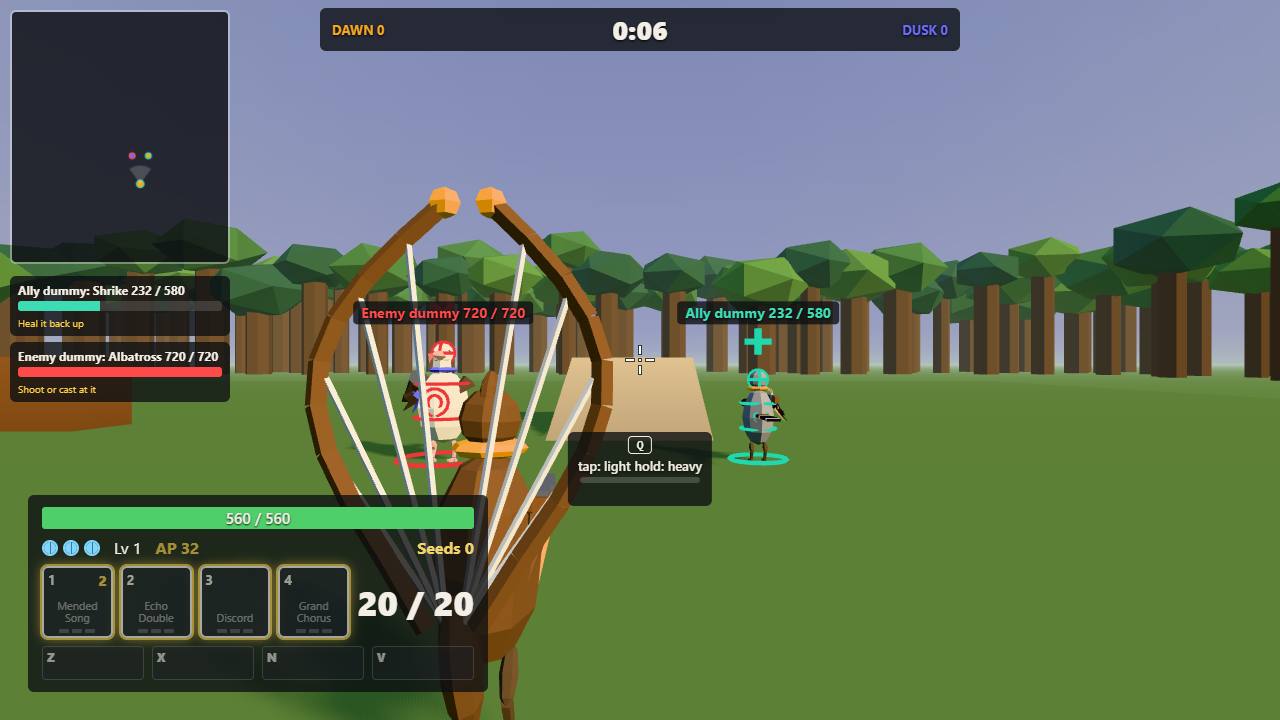 DAWN 0
0:06
DUSK 0
Ally dummy: Shrike 232 / 580
Heal it back up
Enemy dummy: Albatross 720 / 720
Shoot or cast at it
Enemy dummy 720 / 720
Ally dummy 232 / 580
Q
tap: light hold: heavy
560 / 560
Lv 1 AP 32
Seeds 0
1 2
Mended
Song
2
Echo
Double
3
Discord
4
Grand
Chorus
20 / 20
Z
X
N
V